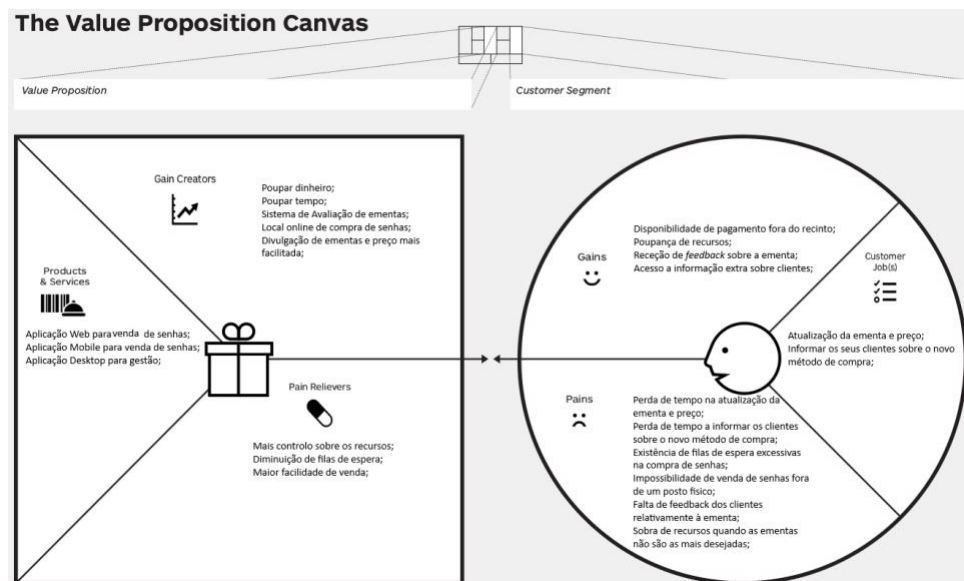 The Value Proposition Canvas
Value Proposition
Customer Segment
Gain Creators
Poupar dinheiro;
Poupar tempo;
Sistema de Avaliação de ementas;
Local online de compra de senhas;
Divulgação de ementas e preço mais
facilitada;
Products
& Services
Aplicação Web para venda de senhas;
Aplicação Mobile para venda de senhas;
Aplicação Desktop para gestão;
Pain Relievers
Mais controlo sobre os recursos;
Diminuição de filas de espera;
Maior facilidade de venda;
Gains
Disponibilidade de pagamento fora do recinto;
Poupança de recursos;
Receção de feedback sobre a ementa;
Acesso a informação extra sobre clientes;
Customer
Job(s)
Atualização da ementa e preço;
Informar os seus clientes sobre o novo
método de compra;
Pains
Perda de tempo na atualização da
ementa e preço;
Perda de tempo a informar os clientes
sobre o novo método de compra;
Existência de filas de espera excessivas
na compra de senhas;
Impossibilidade de venda de senhas fora
de um posto físico;
Falta de feedback dos clientes
relativamente à ementa;
Sobra de recursos quando as ementas
não são as mais desejadas;